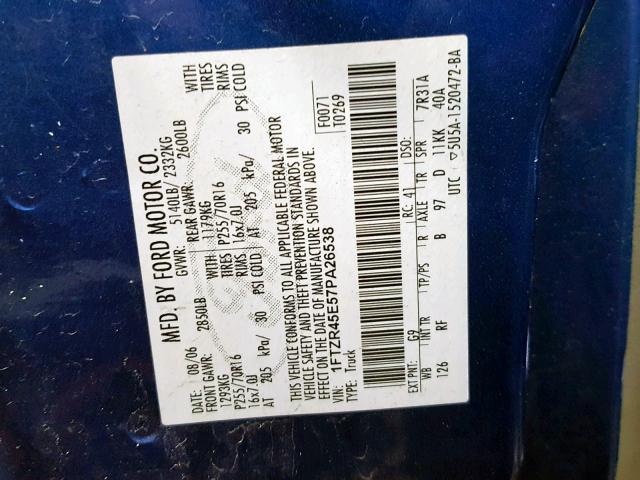 MFD. BY FORD MOTOR CO.
DATE: 08/06 GVWR: 5140LB/ 2332KG
FRONT GAWR: 2850LB REAR GAWR: 2600LB
1293KG 1179KG WITH
P255/70R16 TIRES P255/70R16 TIRES
16x7.0J RIMS 16x7.0J RIMS
AT 205 kPa/ 30 PSI COLD AT 205 kPa/ 30 PSI COLD
THIS VEHICLE CONFORMS TO ALL APPLICABLE FEDERAL MOTOR
VEHICLE SAFETY AND THEFT PREVENTION STANDARDS IN
EFFECT ON THE DATE OF MANUFACTURE SHOWN ABOVE.
F0071
T0269
VIN: 1FTZR45E57PA26538
TYPE: Truck
EXT PNT: G9 RC: 41 DSO:
WB INT TR TP/PS R AXLE TR SPR 7R31A
126 RF B 97 D 11KK 40A
UTC ▽5U5A-1520472-BA